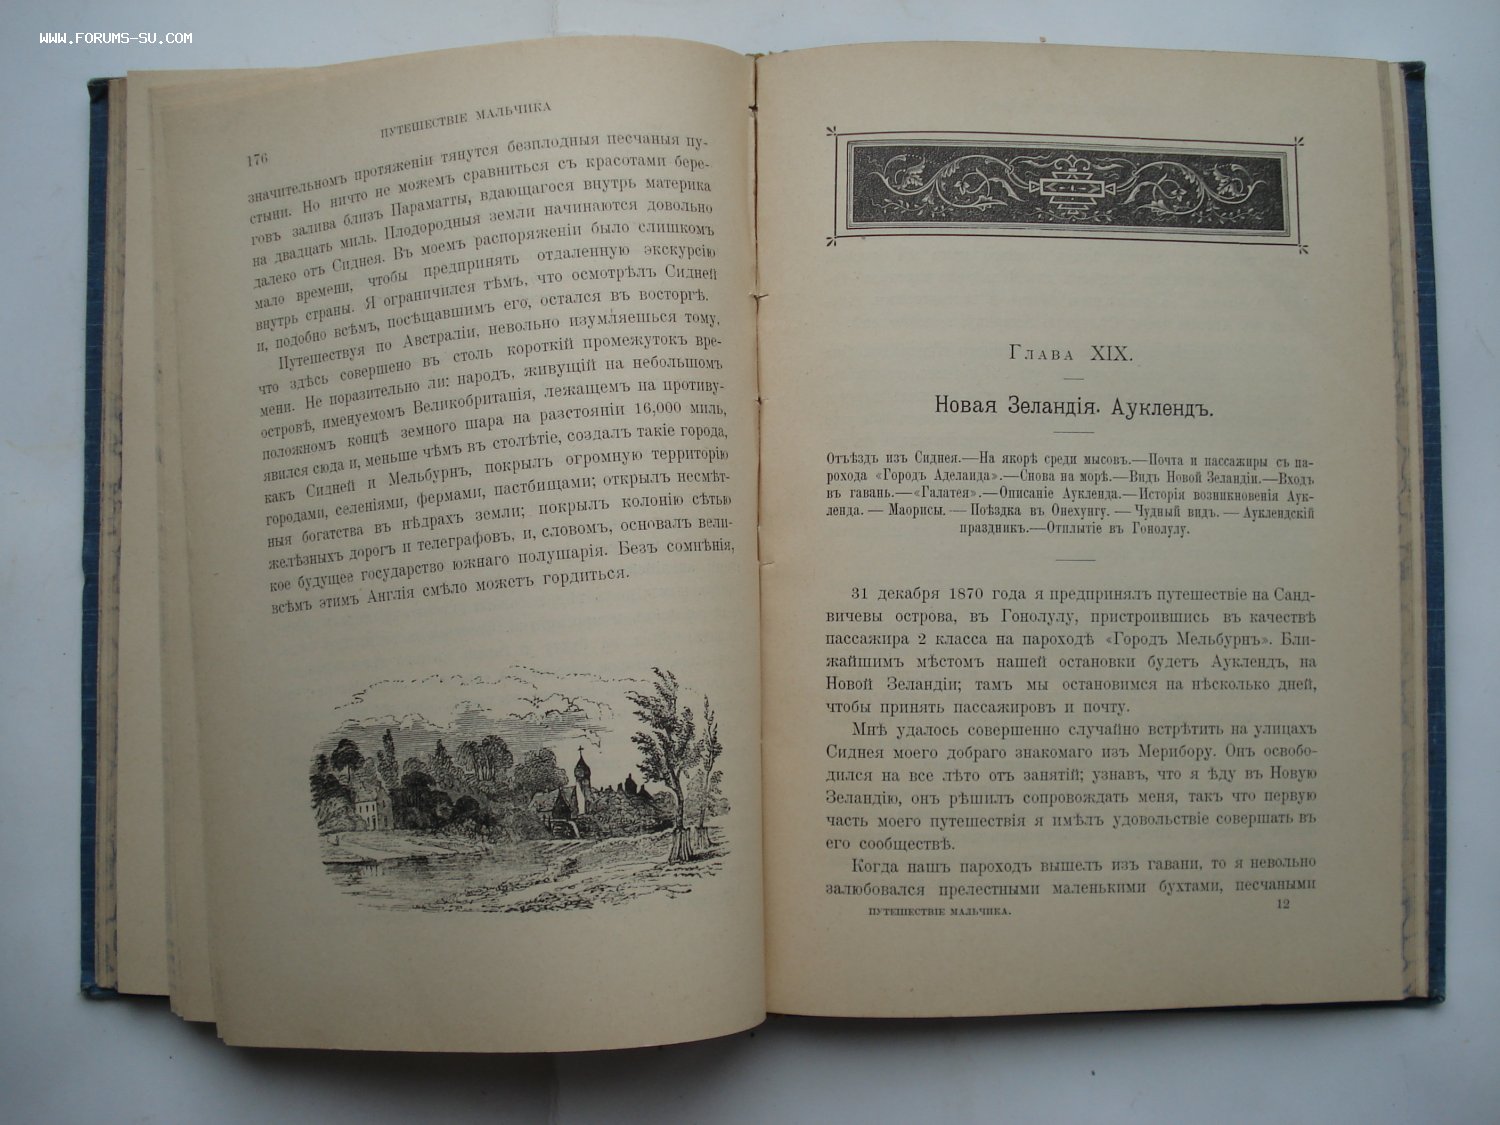 WWW.FORUMS-SU.COM
ПУТЕШЕСТВІЕ МАЛЬЧИКА
176
значительномъ протяженіи тянутся безплодныя песчаныя пу-
стыни. Но ничто не можемъ сравниться съ красотами бере-
говъ залива близъ Параматты, вдающагося внутрь материка
на двадцать миль. Плодородныя земли начинаются довольно
далеко отъ Сиднея. Въ моемъ распоряженіи было слишкомъ
мало времени, чтобы предпринять отдаленную экскурсію
внутрь страны. Я ограничился тѣмъ, что осмотрѣлъ Сидней
и, подобно всѣмъ, посѣщавшимъ его, остался въ восторгѣ.
Путешествуя по Австраліи, невольно изумляешься тому,
что здѣсь совершено въ столь короткій промежутокъ вре-
мени. Не поразительно ли: народъ, живущій на небольшомъ
островѣ, именуемомъ Великобританія, лежащемъ на противу-
положномъ концѣ земного шара на разстояніи 16,000 миль,
явился сюда и, меньше чѣмъ въ столѣтіе, создалъ такіе города,
какъ Сидней и Мельбурнъ, покрылъ огромную территорію
городами, селеніями, фермами, пастбищами; открылъ несмѣт-
ныя богатства въ нѣдрахъ земли; покрылъ колонію сѣтью
желѣзныхъ дорогъ и телеграфовъ, и, словомъ, основалъ вели-
кое будущее государство южнаго полушарія. Безъ сомнѣнія,
всѣмъ этимъ Англія смѣло можетъ гордиться.
Глава XIX.
Новая Зеландія. Ауклендъ.
Отъѣздъ изъ Сиднея.—На якорѣ среди мысовъ.—Почта и пассажиры съ па-
рохода «Городъ Аделаида».—Снова на морѣ.—Видъ Новой Зеландіи.—Входъ
въ гавань.—«Галатея».—Описаніе Аукленда.—Исторія возникновенія Аук-
ленда. — Маорисы. — Поѣздка въ Онехунгу. — Чудный видъ. — Ауклендскій
праздникъ.—Отплытіе въ Гонолулу.
31 декабря 1870 года я предпринялъ путешествіе на Санд-
вичевы острова, въ Гонолулу, пристроившись въ качествѣ
пассажира 2 класса на пароходѣ «Городъ Мельбурнъ». Бли-
жайшимъ мѣстомъ нашей остановки будетъ Ауклендъ, на
Новой Зеландіи; тамъ мы остановимся на нѣсколько дней,
чтобы принять пассажировъ и почту.
Мнѣ удалось совершенно случайно встрѣтить на улицахъ
Сиднея моего добраго знакомаго изъ Мерибору. Онъ освобо-
дился на все лѣто отъ занятій; узнавъ, что я ѣду въ Новую
Зеландію, онъ рѣшилъ сопровождать меня, такъ что первую
часть моего путешествія я имѣлъ удовольствіе совершать въ
его сообществѣ.
Когда нашъ пароходъ вышелъ изъ гавани, то я невольно
залюбовался прелестными маленькими бухтами, песчаными
ПУТЕШЕСТВІЕ МАЛЬЧИКА.
12